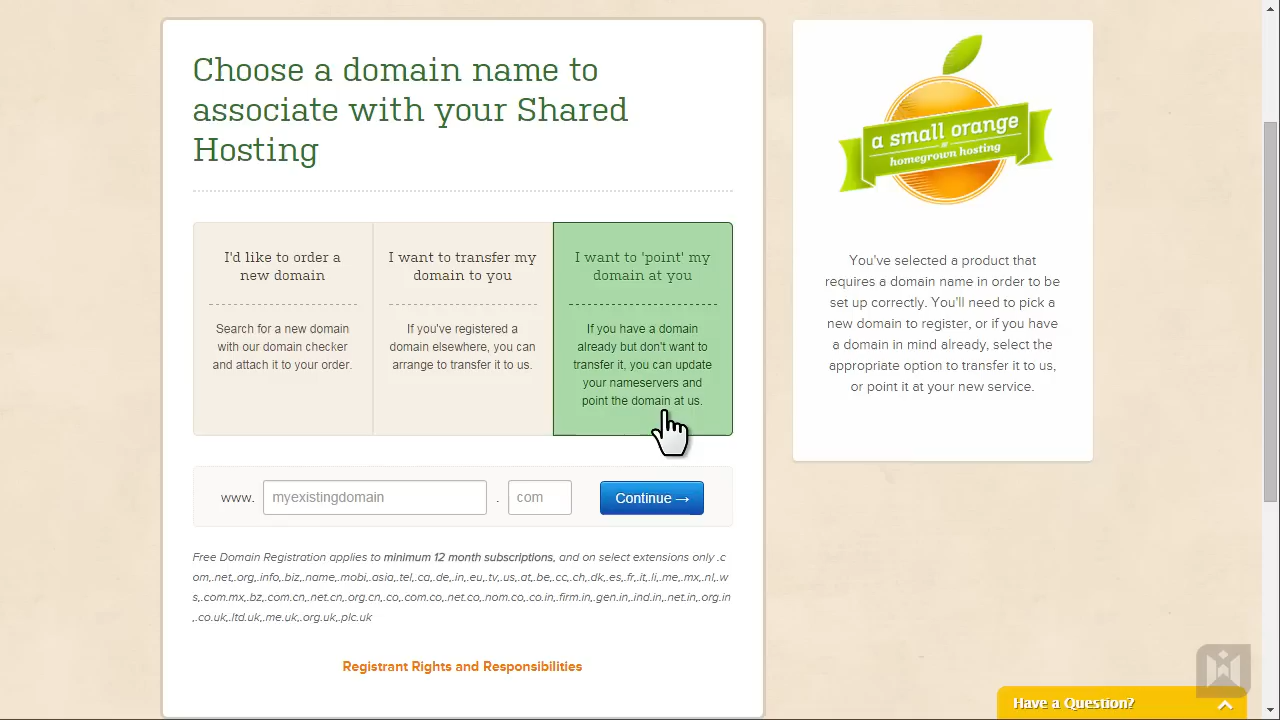 Choose a domain name to
associate with your Shared
Hosting
I'd like to order a
new domain
Search for a new domain
with our domain checker
and attach it to your order.
I want to transfer my
domain to you
If you've registered a
domain elsewhere, you can
arrange to transfer it to us.
I want to 'point' my
domain at you
If you have a domain
already but don't want to
transfer it, you can update
your nameservers and
point the domain at us.
www.
myexistingdomain
.
com
Continue →
Free Domain Registration applies to minimum 12 month subscriptions, and on select extensions only .c
om,.net,.org,.info,.biz,.name,.mobi,.asia,.tel,.ca,.de,.in,.eu,.tv,.us,.at,.be,.cc,.ch,.dk,.es,.fr,.it,.li,.me,.mx,.nl,.w
s,.com.mx,.bz,.com.cn,.net.cn,.org.cn,.co,.com.co,.net.co,.nom.co,.co.in,.firm.in,.gen.in,.ind.in,.net.in,.org.in
,.co.uk,.ltd.uk,.me.uk,.org.uk,.plc.uk
Registrant Rights and Responsibilities
a small orange
homegrown hosting
You've selected a product that
requires a domain name in order to be
set up correctly. You'll need to pick a
new domain to register, or if you have
a domain in mind already, select the
appropriate option to transfer it to us,
or point it at your new service.
Have a Question?